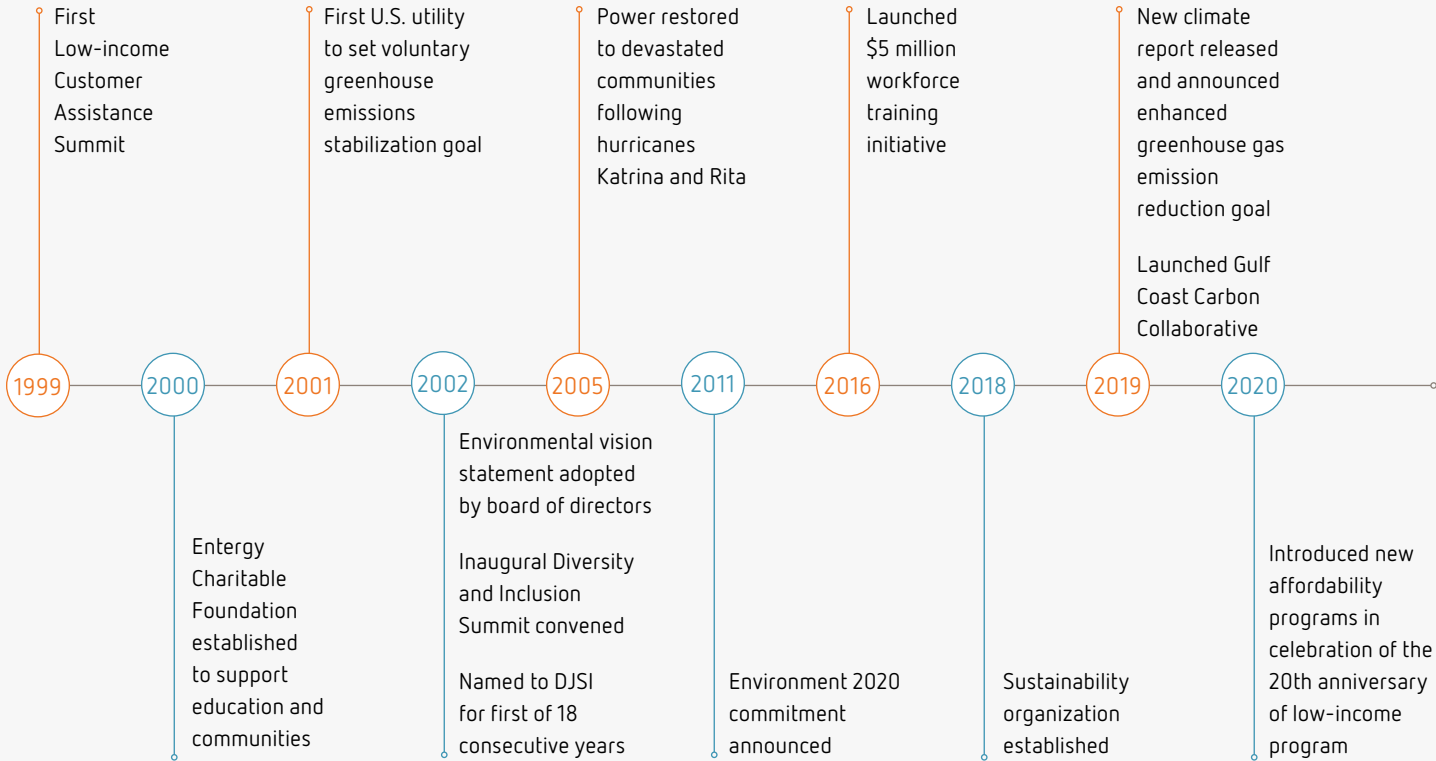 First
Low-income
Customer
Assistance
Summit
First U.S. utility
to set voluntary
greenhouse
emissions
stabilization goal
Power restored
to devastated
communities
following
hurricanes
Katrina and Rita
Launched
$5 million
workforce
training
initiative
New climate
report released
and announced
enhanced
greenhouse gas
emission
reduction goal
Launched Gulf
Coast Carbon
Collaborative
1999
2000
2001
2002
2005
2011
2016
2018
2019
2020
Entergy
Charitable
Foundation
established
to support
education and
communities
Environmental vision
statement adopted
by board of directors
Inaugural Diversity
and Inclusion
Summit convened
Named to DJSI
for first of 18
consecutive years
Environment 2020
commitment
announced
Sustainability
organization
established
Introduced new
affordability
programs in
celebration of the
20th anniversary
of low-income
program